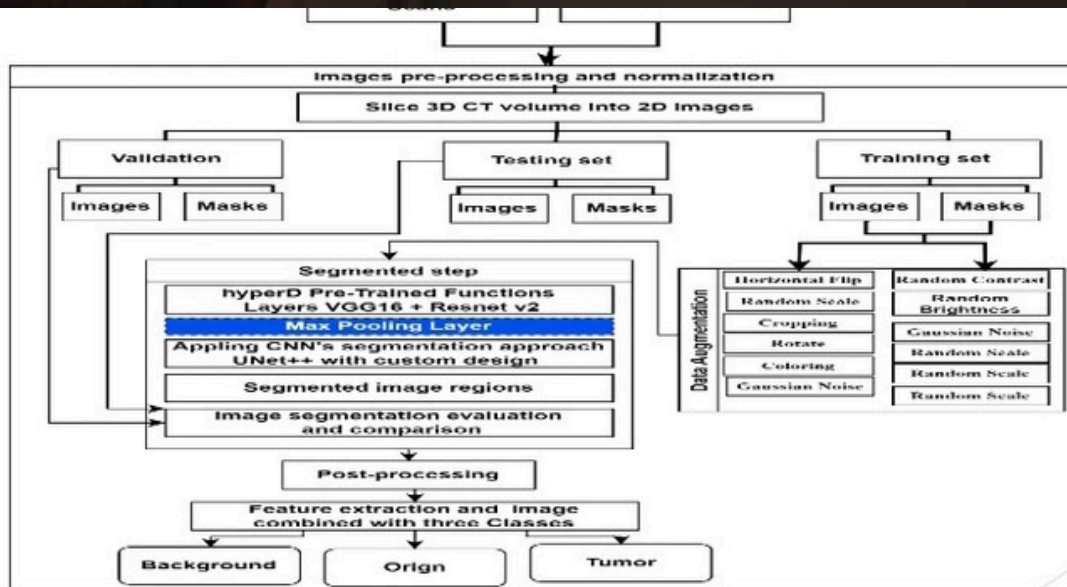 Images pre-processing and normalization
Slice 3D CT volume into 2D Images
Validation
Testing set
Training set
Images
Masks
Images
Masks
Images
Masks
Segmented step
hyperD Pre-Trained Functions
Layers VGG16 + Resnet v2
Max Pooling Layer
Appling CNN's segmentation approach
UNet++ with custom design
Segmented image regions
Image segmentation evaluation
and comparison
Data Augmentation
Horizontal Flip
Random Scale
Cropping
Rotate
Coloring
Gaussian Noise
Random Contrast
Random
Brightness
Gaussian Noise
Random Scale
Random Scale
Random Scale
Post-processing
Feature extraction and Image
combined with three Classes
Background
Orign
Tumor